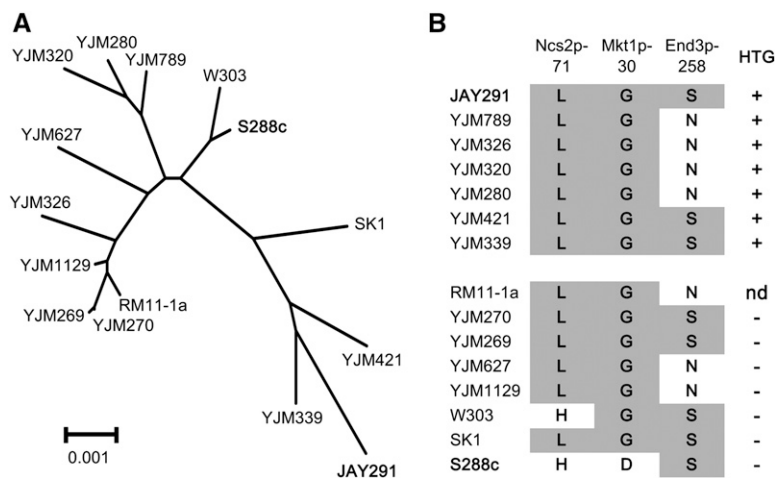 A
YJM280
YJM320
YJM789
W303
S288c
YJM627
YJM326
SK1
YJM1129
RM11-1a
YJM269
YJM270
YJM421
YJM339
0.001
JAY291
B
Ncs2p-71 Mkt1p-30 End3p-258 HTG
JAY291 L G S +
YJM789 L G N +
YJM326 L G N +
YJM320 L G N +
YJM280 L G N +
YJM421 L G S +
YJM339 L G S +
RM11-1a L G N nd
YJM270 L G S -
YJM269 L G S -
YJM627 L G N -
YJM1129 L G N -
W303 H G S -
SK1 L G S -
S288c H D S -